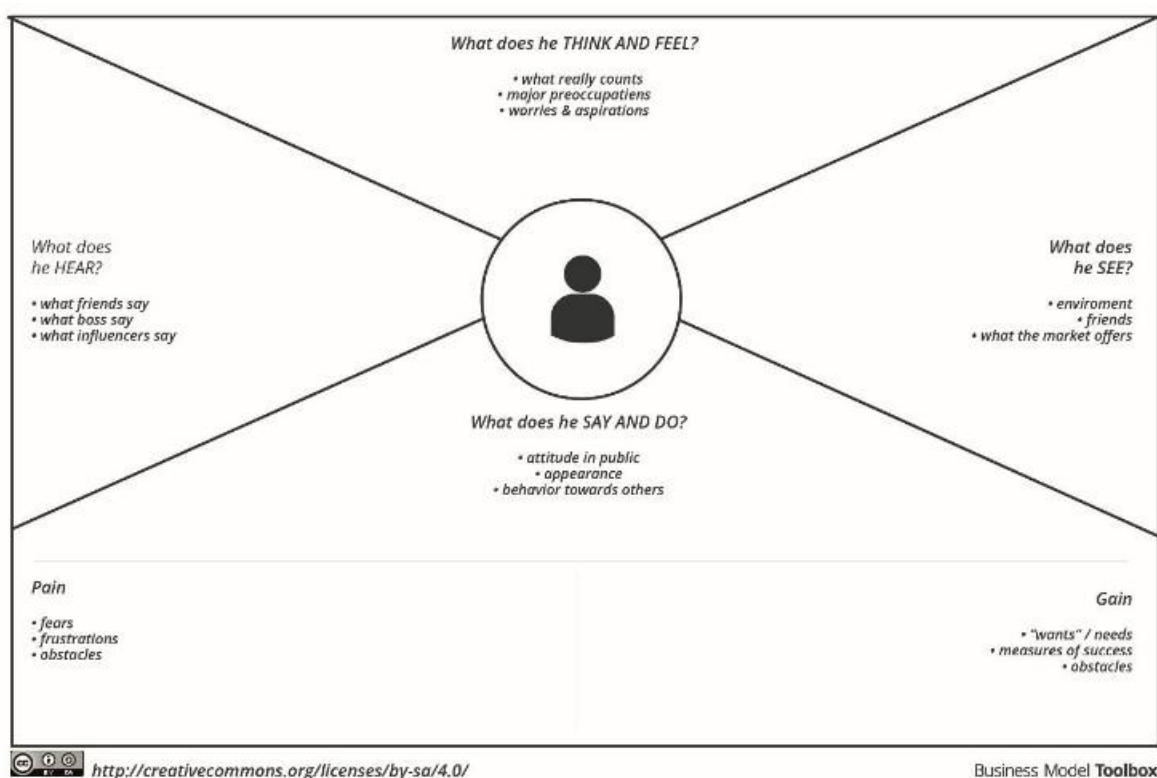 What does he THINK AND FEEL?
• what really counts
• major preoccupatiens
• worries & aspirations
What does
he HEAR?
• what friends say
• what boss say
• what influencers say
What does
he SEE?
• enviroment
• friends
• what the market offers
What does he SAY AND DO?
• attitude in public
• appearance
• behavior towards others
Pain
• fears
• frustrations
• obstacles
Gain
• "wants" / needs
• measures of success
• obstacles
cc BY SA http://creativecommons.org/licenses/by-sa/4.0/
Business Model Toolbox